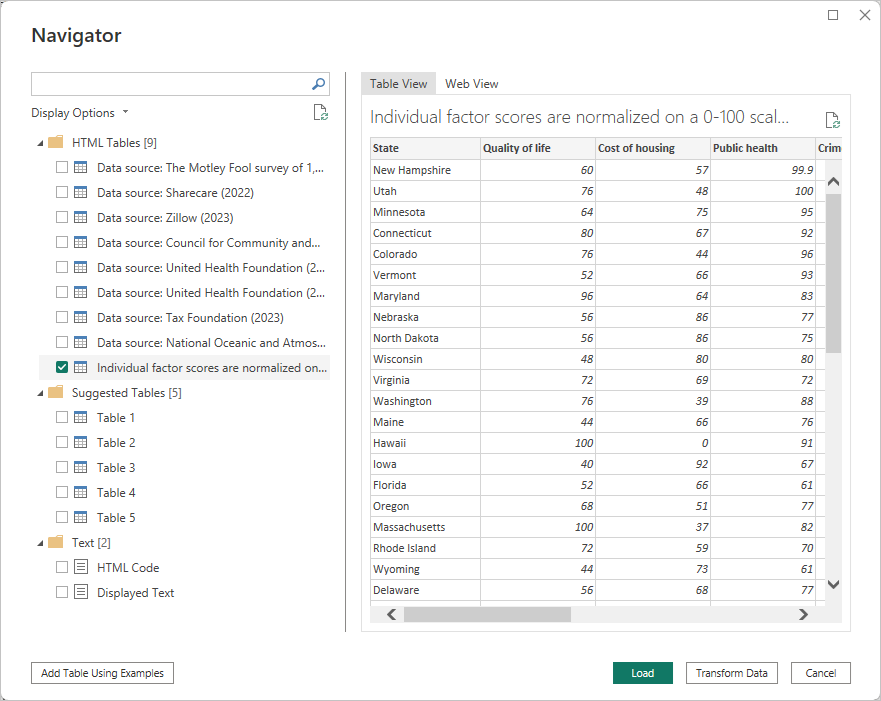 Navigator
Display Options
HTML Tables [9]
Data source: The Motley Fool survey of 1,...
Data source: Sharecare (2022)
Data source: Zillow (2023)
Data source: Council for Community and...
Data source: United Health Foundation (2...
Data source: United Health Foundation (2...
Data source: Tax Foundation (2023)
Data source: National Oceanic and Atmos...
Individual factor scores are normalized on...
Suggested Tables [5]
Table 1
Table 2
Table 3
Table 4
Table 5
Text [2]
HTML Code
Displayed Text
Table View Web View
Individual factor scores are normalized on a 0-100 scal...
State Quality of life Cost of housing Public health Crim
New Hampshire 60 57 99.9
Utah 76 48 100
Minnesota 64 75 95
Connecticut 80 67 92
Colorado 76 44 96
Vermont 52 66 93
Maryland 96 64 83
Nebraska 56 86 77
North Dakota 56 86 75
Wisconsin 48 80 80
Virginia 72 69 72
Washington 76 39 88
Maine 44 66 76
Hawaii 100 0 91
Iowa 40 92 67
Florida 52 66 61
Oregon 68 51 77
Massachusetts 100 37 82
Rhode Island 72 59 70
Wyoming 44 73 61
Delaware 56 68 77
Add Table Using Examples Load Transform Data Cancel